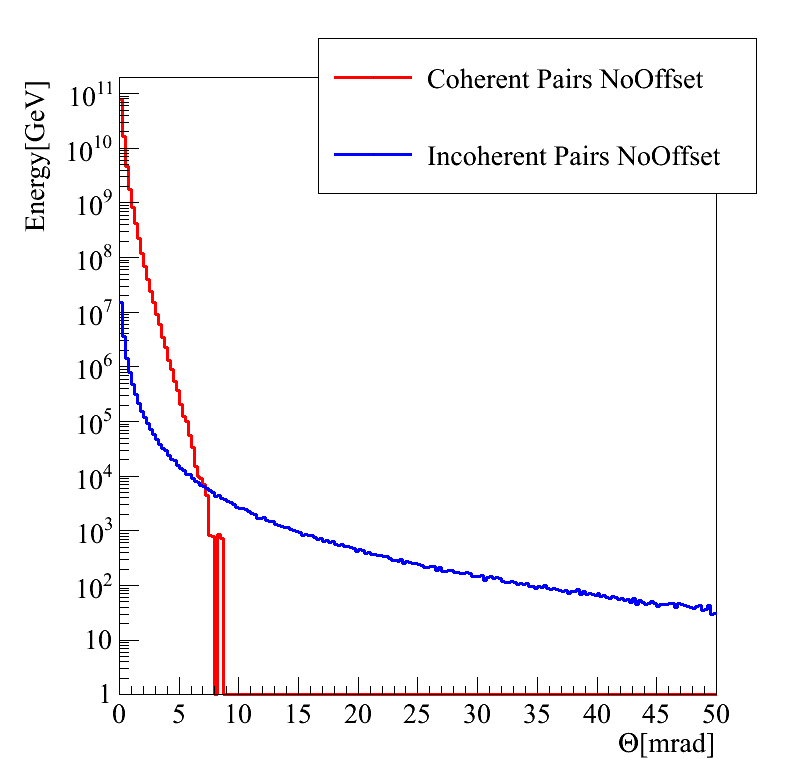 Coherent Pairs NoOffset
Incoherent Pairs NoOffset
Energy[GeV]
10¹¹
10¹⁰
10⁹
10⁸
10⁷
10⁶
10⁵
10⁴
10³
10²
10
1
0 5 10 15 20 25 30 35 40 45 50
Θ[mrad]